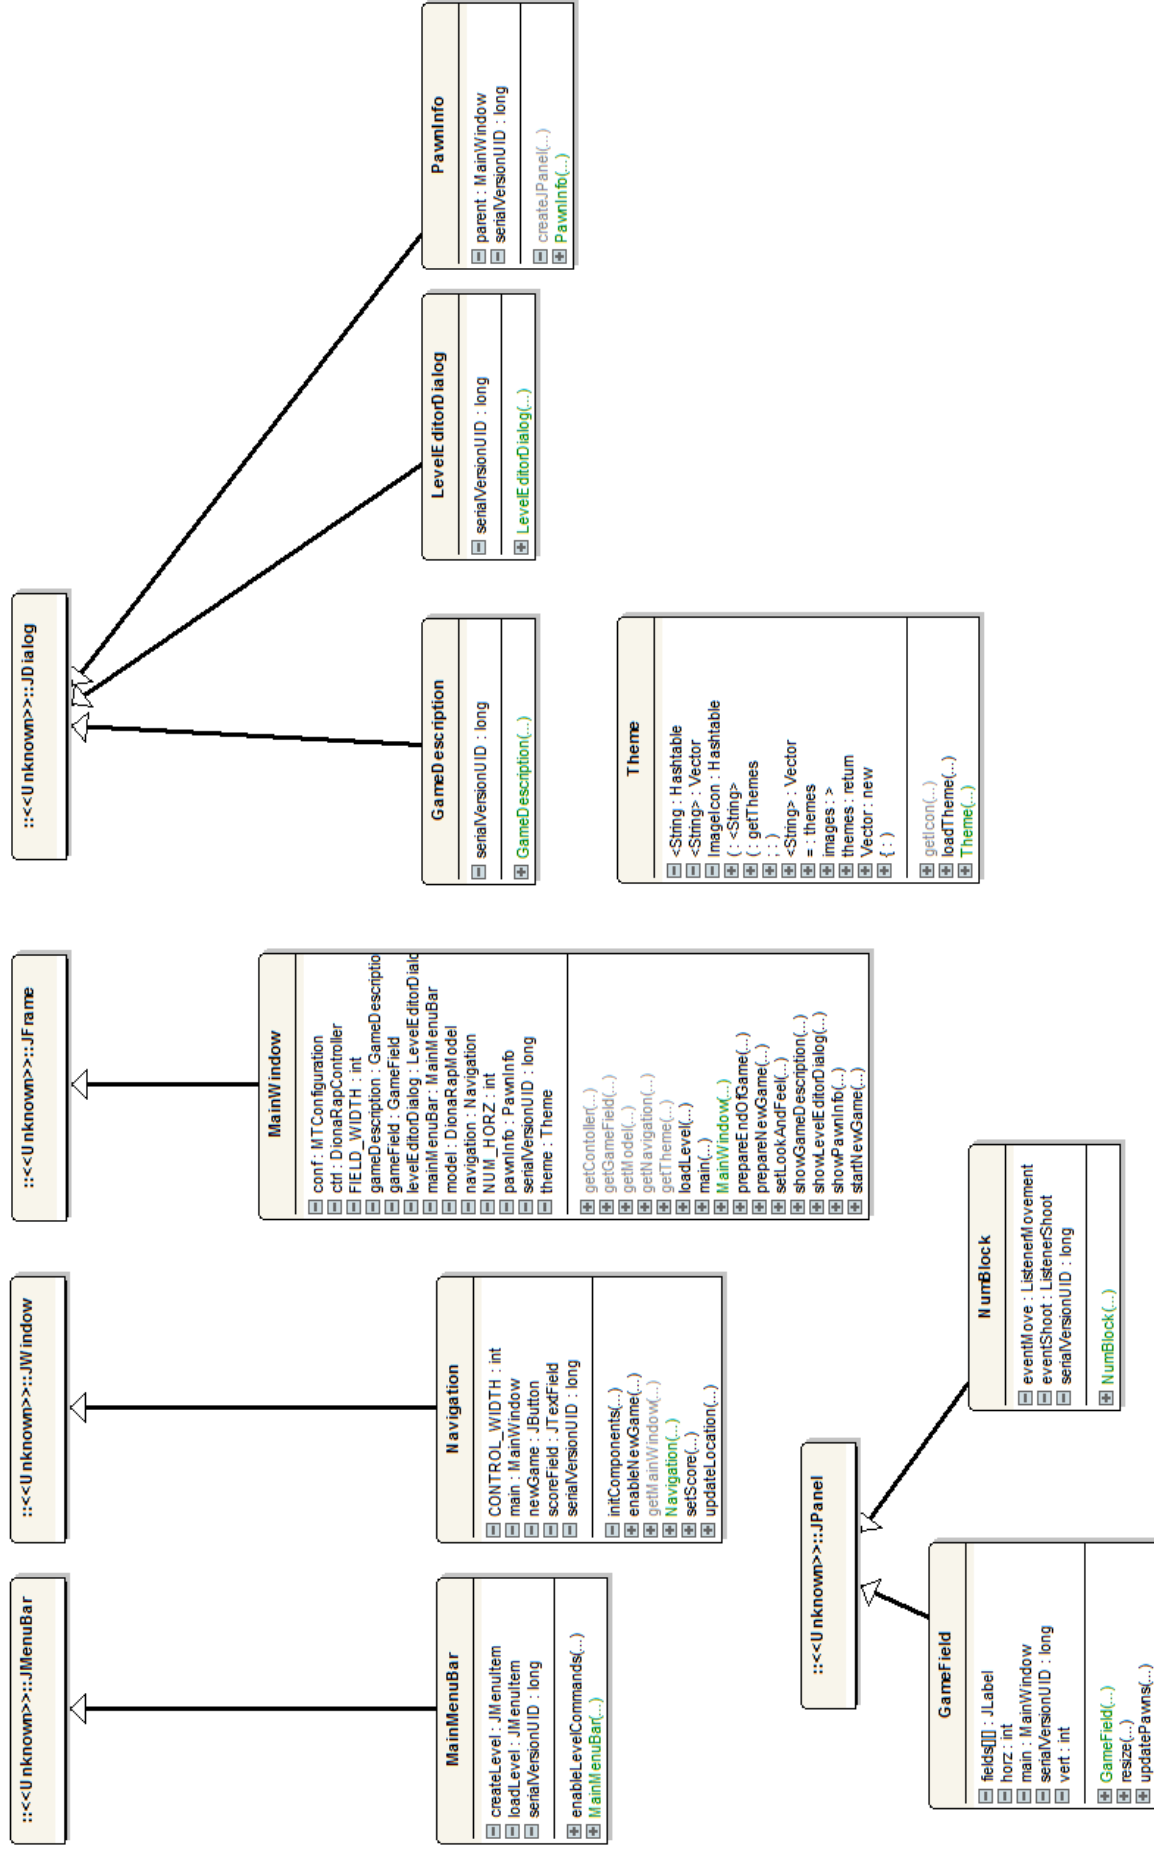 ::<<Unknown>>::JMenuBar
::<<Unknown>>::JWindow
::<<Unknown>>::JFrame
::<<Unknown>>::JDialog
MainMenuBar
createLevel : JMenuItem
loadLevel : JMenuItem
serialVersionUID : long
enableLevelCommands(...)
MainMenuBar(...)
Navigation
CONTROL_WIDTH : int
main : MainWindow
newGame : JButton
scoreField : JTextField
serialVersionUID : long
initComponents(...)
enableNewGame(...)
getMainWindow(...)
Navigation(...)
setScore(...)
updateLocation(...)
MainWindow
conf : MTConfiguration
ctrl : DionaRapController
FIELD_WIDTH : int
gameDescription : GameDescriptio
gameField : GameField
levelEditorDialog : LevelEditorDialo
mainMenuBar : MainMenuBar
model : DionaRapModel
navigation : Navigation
NUM_HORZ : int
pawnInfo : PawnInfo
serialVersionUID : long
theme : Theme
getContoller(...)
getGameField(...)
getModel(...)
getNavigation(...)
getTheme(...)
loadLevel(...)
main(...)
MainWindow(...)
prepareEndOfGame(...)
prepareNewGame(...)
setLookAndFeel(...)
showGameDescription(...)
showLevelEditorDialog(...)
showPawnInfo(...)
startNewGame(...)
GameDescription
serialVersionUID : long
GameDescription(...)
LevelEditorDialog
serialVersionUID : long
LevelEditorDialog(...)
PawnInfo
parent : MainWindow
serialVersionUID : long
createJPanel(...)
PawnInfo(...)
Theme
<String : Hashtable
<String> : Vector
ImageIcon : Hashtable
( : <String>
( : getThemes
; : )
<String> : Vector
= : themes
images : >
themes : return
Vector : new
{ : )
getIcon(...)
loadTheme(...)
Theme(...)
::<<Unknown>>::JPanel
GameField
fields[][] : JLabel
horz : int
main : MainWindow
serialVersionUID : long
vert : int
GameField(...)
resize(...)
updatePawns(...)
NumBlock
eventMove : ListenerMovement
eventShoot : ListenerShoot
serialVersionUID : long
NumBlock(...)